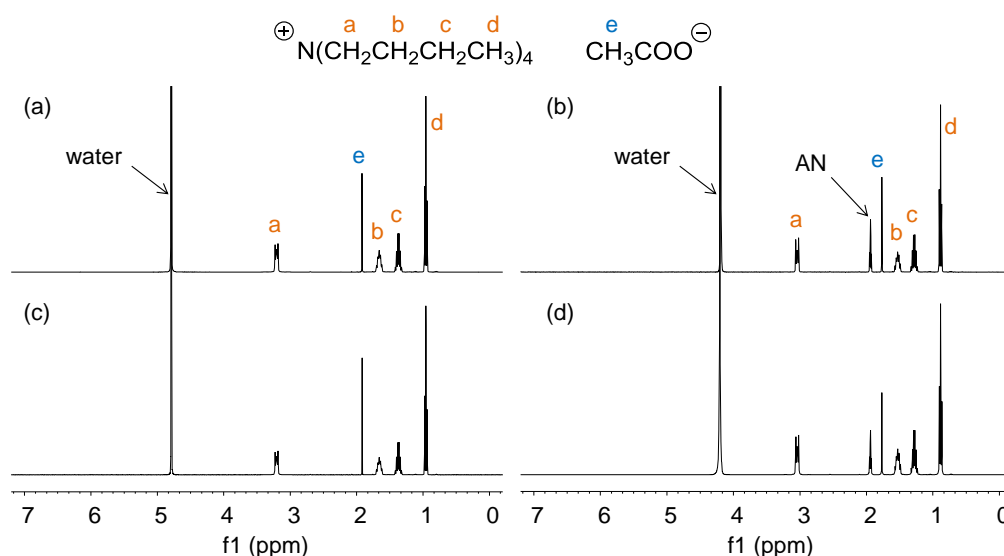 a b c d e
⊕ N(CH2CH2CH2CH3)4 CH3COO ⊖
(a) (b)
water e d
a b c
water AN e d
a b c
(c) (d)
7 6 5 4 3 2 1 0
f1 (ppm)
7 6 5 4 3 2 1 0
f1 (ppm)